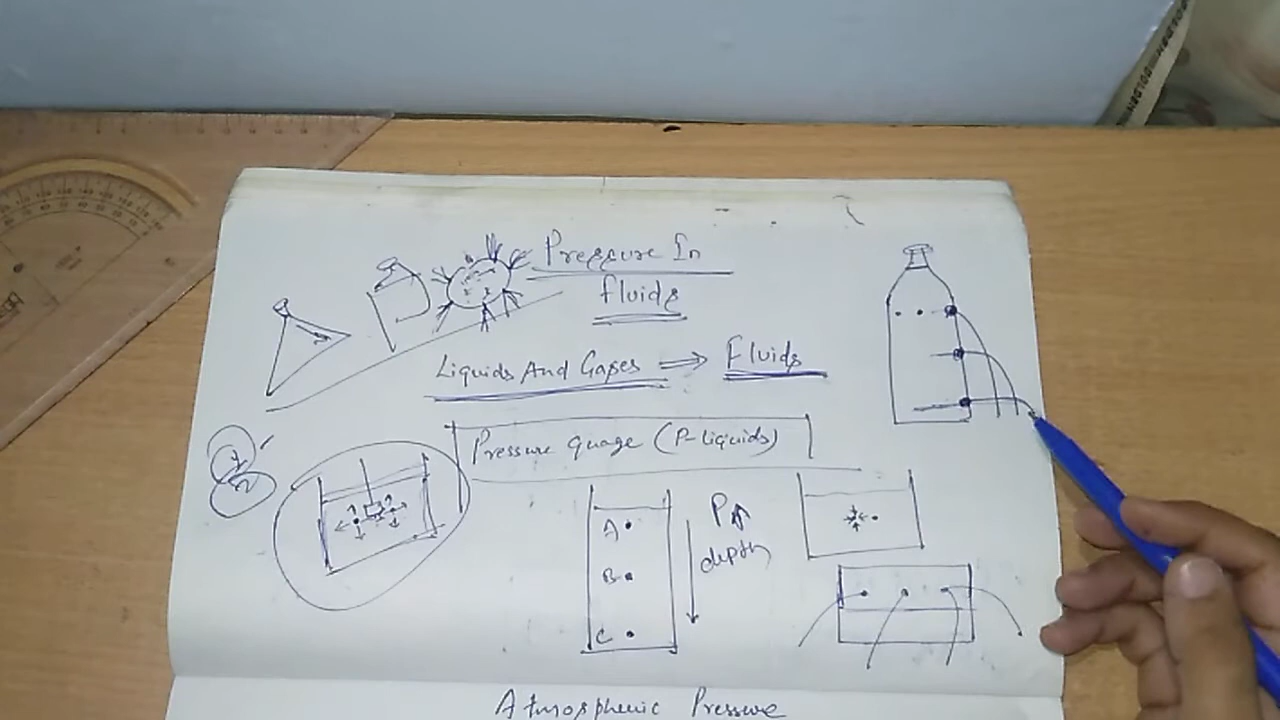 Pressure In
fluids
Liquids And Gases ⇒ Fluids
Pressure guage (P-liquids)
A
B
C
P↑
depth
Atmospheric Pressure